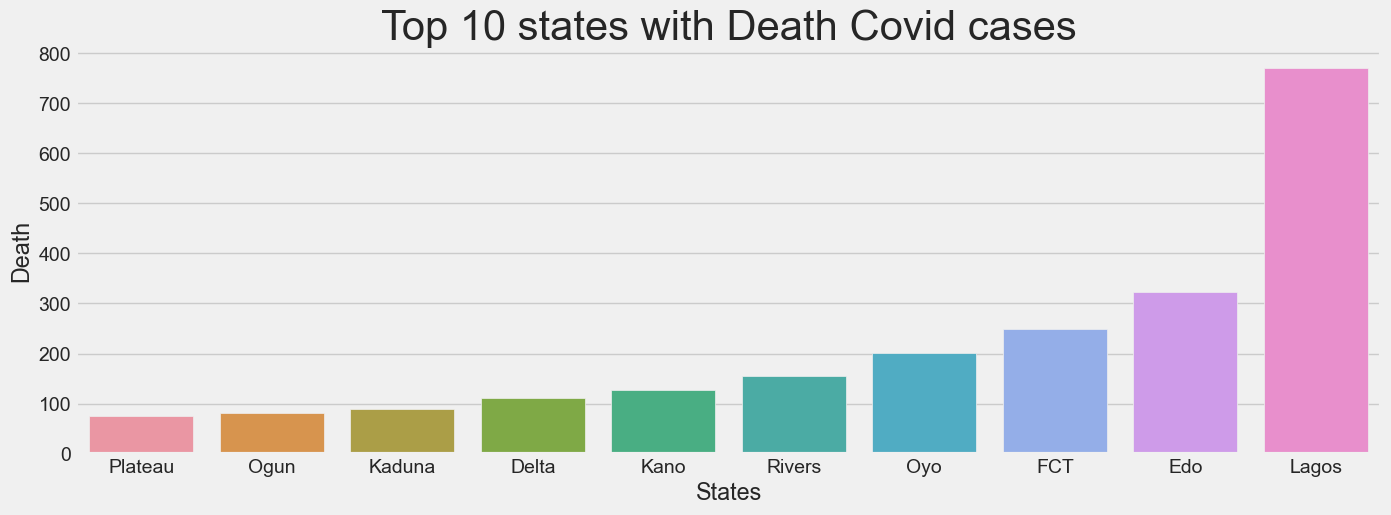 Top 10 states with Death Covid cases
800
700
600
500
400
300
200
100
0
Death
Plateau Ogun Kaduna Delta Kano Rivers Oyo FCT Edo Lagos
States